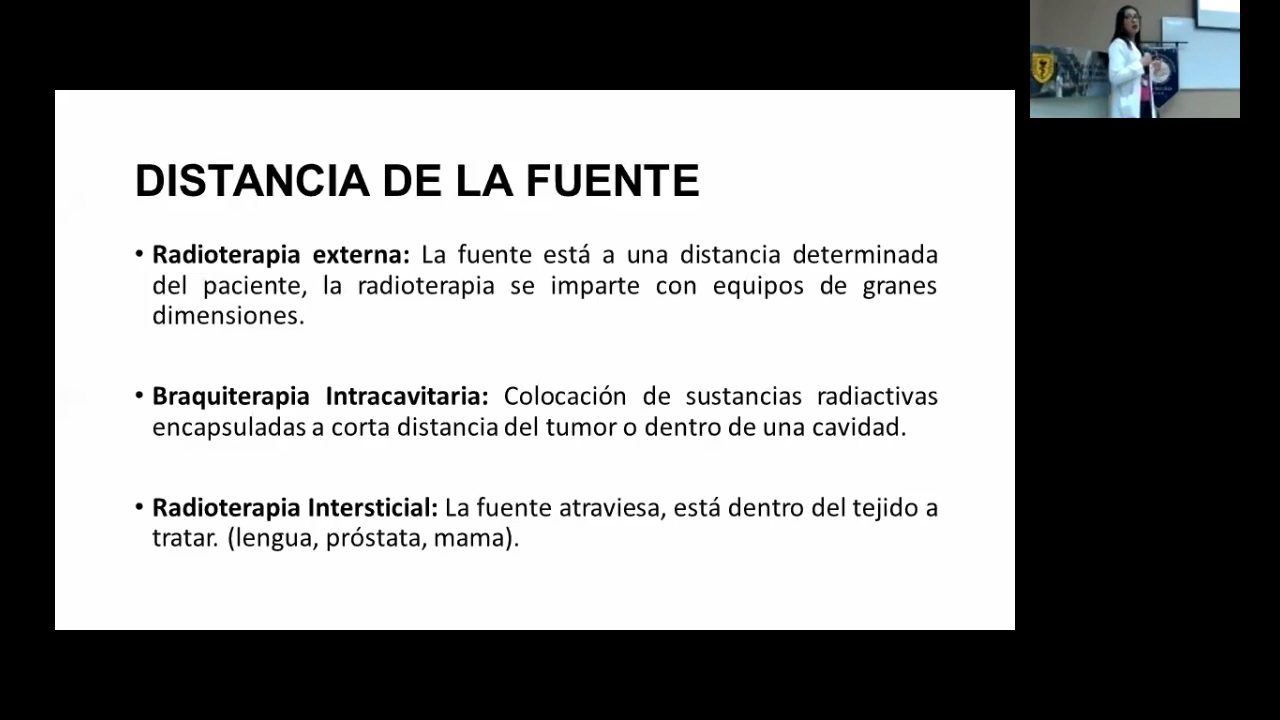 DISTANCIA DE LA FUENTE
• Radioterapia externa: La fuente está a una distancia determinada
del paciente, la radioterapia se imparte con equipos de granes
dimensiones.
• Braquiterapia Intracavitaria: Colocación de sustancias radiactivas
encapsuladas a corta distancia del tumor o dentro de una cavidad.
• Radioterapia Intersticial: La fuente atraviesa, está dentro del tejido a
tratar. (lengua, próstata, mama).